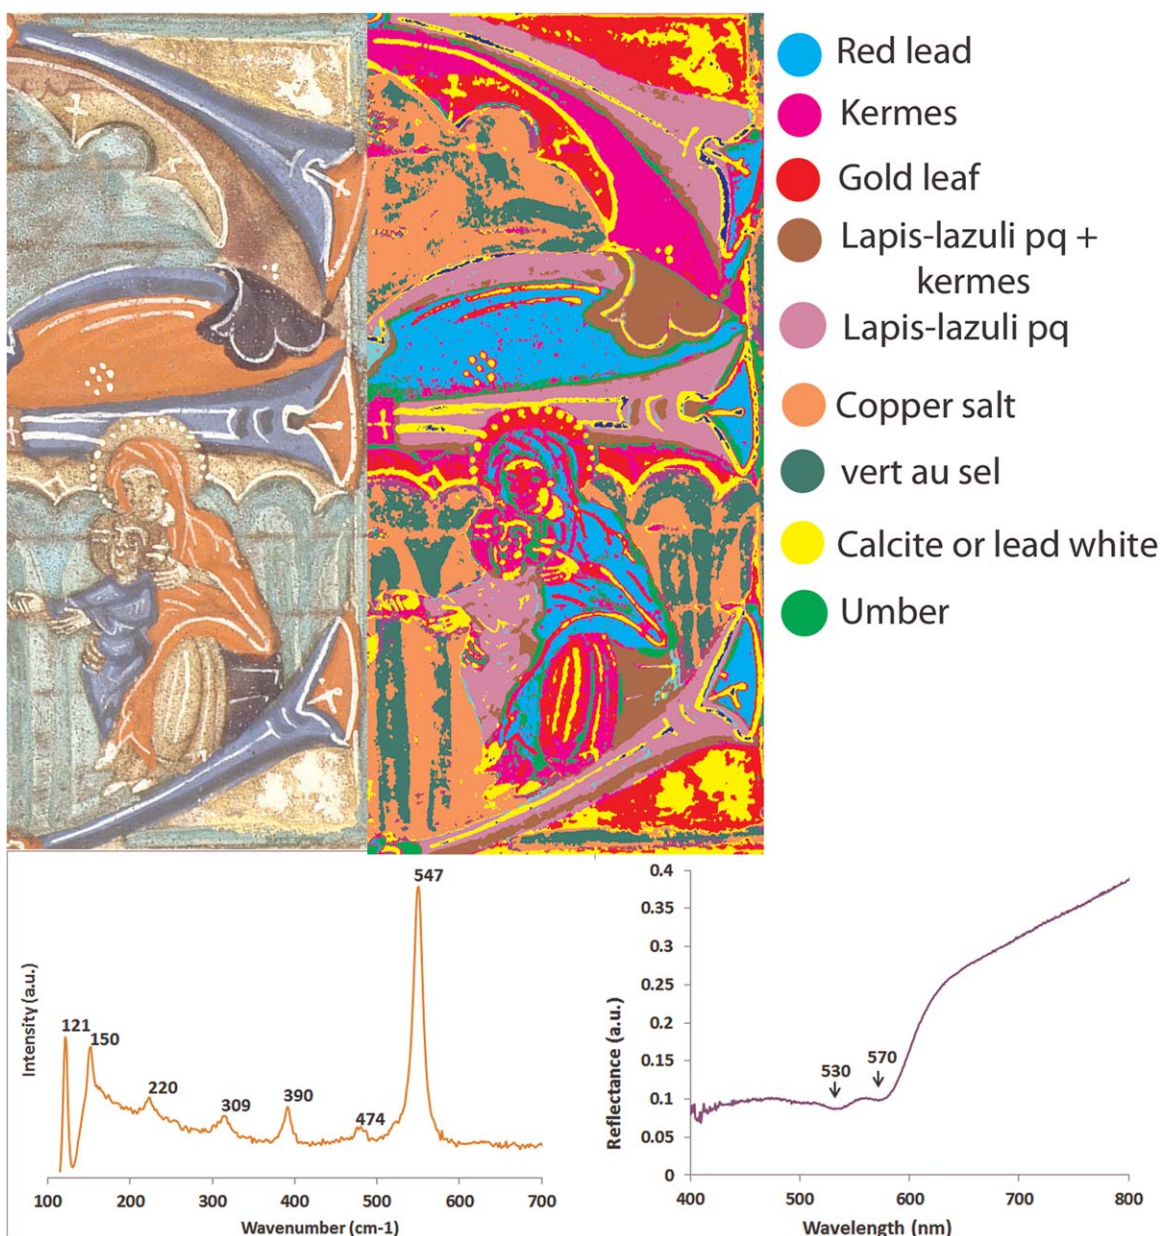 Red lead
Kermes
Gold leaf
Lapis-lazuli pq +
kermes
Lapis-lazuli pq
Copper salt
vert au sel
Calcite or lead white
Umber
547
121
150
220
309
390
474
Intensity (a.u.)
100 200 300 400 500 600 700
Wavenumber (cm-1)
0.4
0.35
0.3
0.25
0.2
0.15
0.1
0.05
0
530
570
Reflectance (a.u.)
400 500 600 700 800
Wavelength (nm)